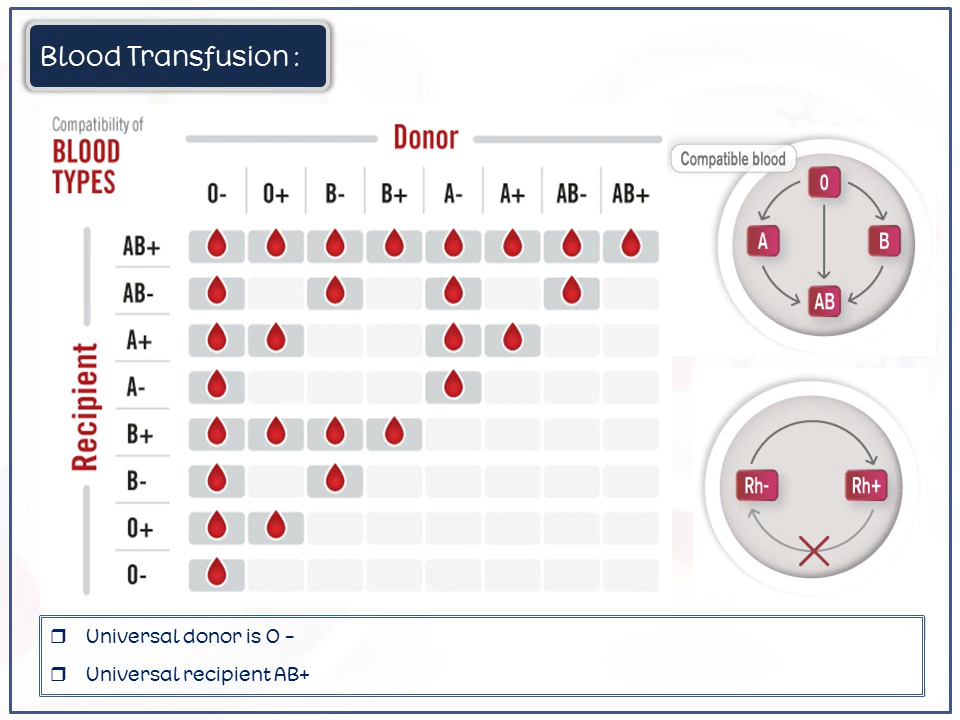 Blood Transfusion :
Compatibility of
BLOOD
TYPES
Donor
O- O+ B- B+ A- A+ AB- AB+
Recipient
AB+
AB-
A+
A-
B+
B-
O+
O-
Compatible blood
O
A B
AB
Rh- Rh+
❒ Universal donor is O –
❒ Universal recipient AB+